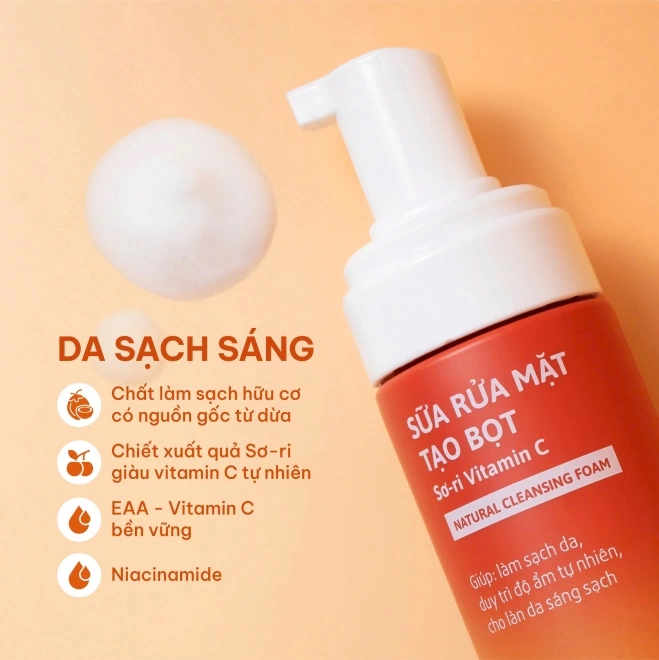 DA SẠCH SÁNG
Chất làm sạch hữu cơ
có nguồn gốc từ dừa
Chiết xuất quả Sơ-ri
giàu vitamin C tự nhiên
EAA - Vitamin C
bền vững
Niacinamide
SỮA RỬA MẶT
TẠO BỌT
Sơ-ri Vitamin C
NATURAL CLEANSING FOAM
Giúp: làm sạch da,
duy trì độ ẩm tự nhiên,
cho làn da sáng sạch